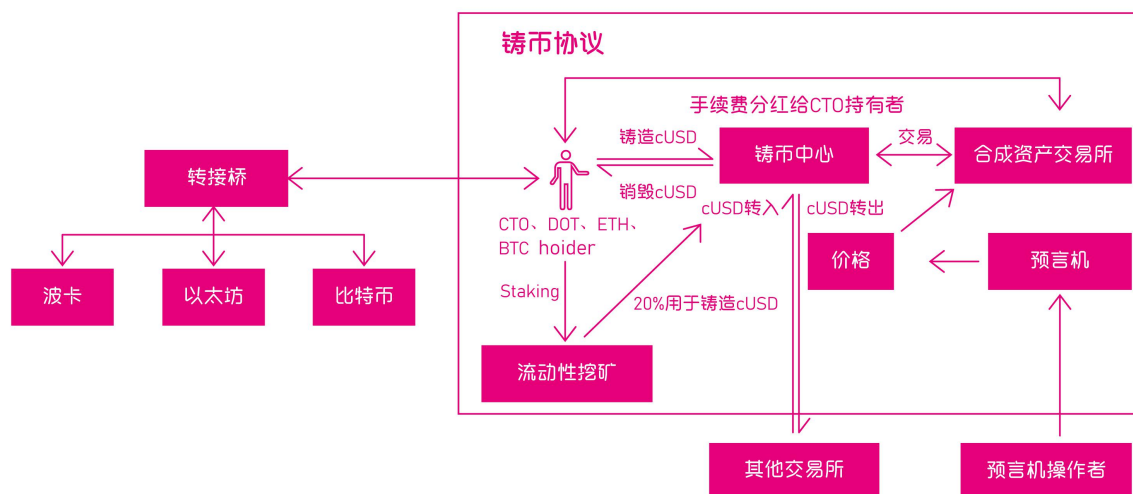 铸币协议
手续费分红给CTO持有者
铸造cUSD
铸币中心
交易
合成资产交易所
转接桥
销毁cUSD
cUSD转入
cUSD转出
CTO、DOT、ETH、
BTC hoider
价格
预言机
波卡
以太坊
比特币
Staking
20%用于铸造cUSD
流动性挖矿
其他交易所
预言机操作者